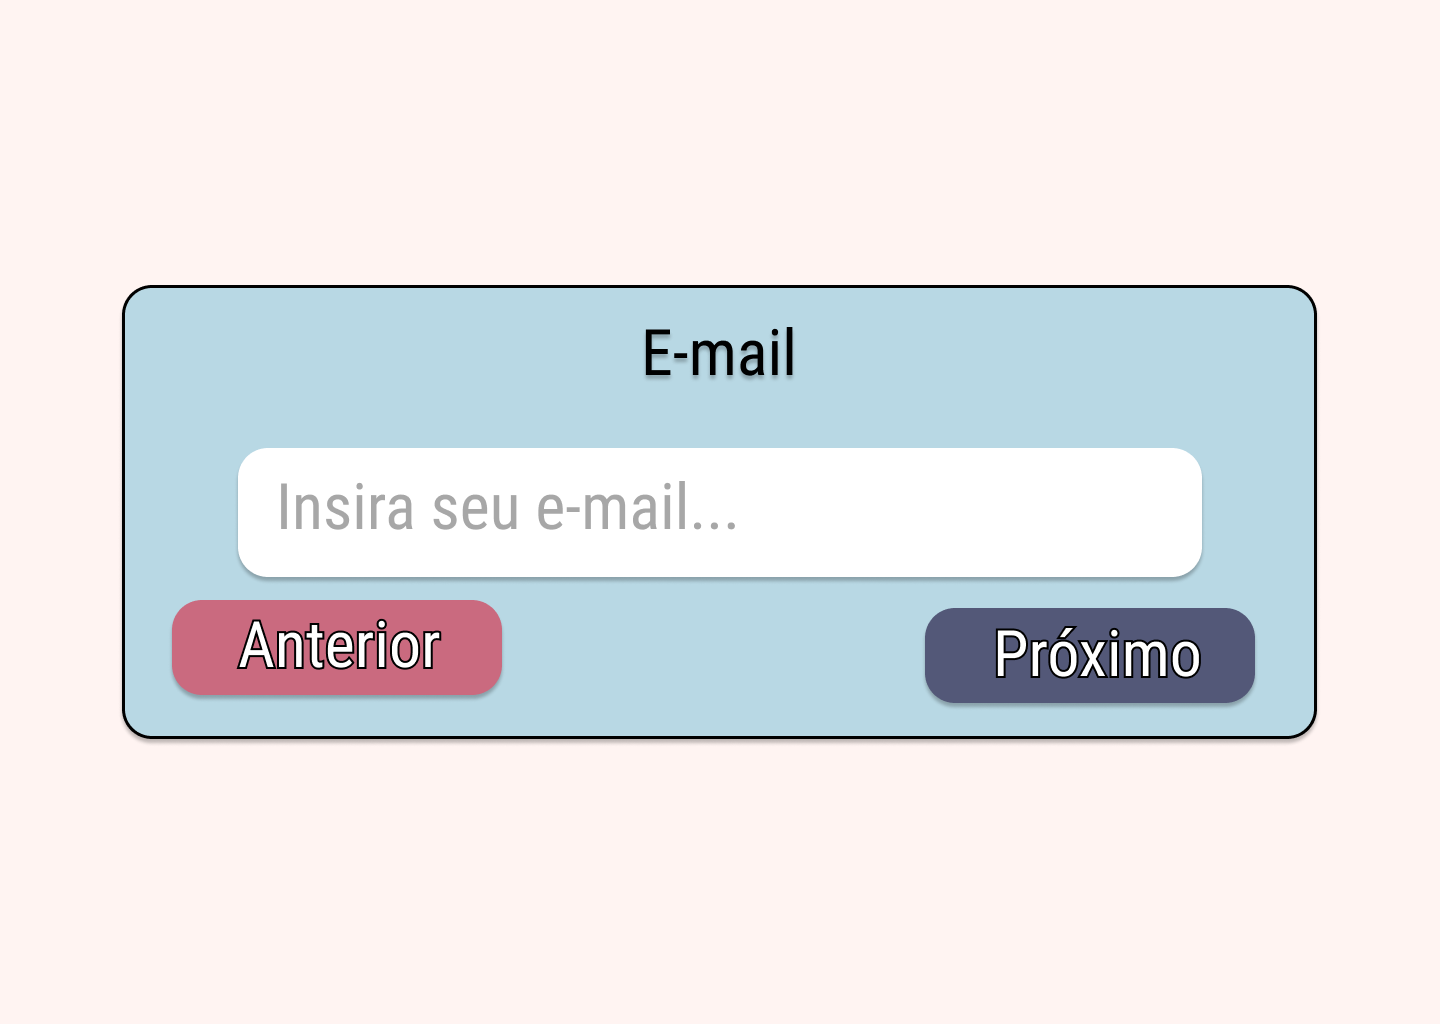 E-mail
Insira seu e-mail...
Anterior
Próximo